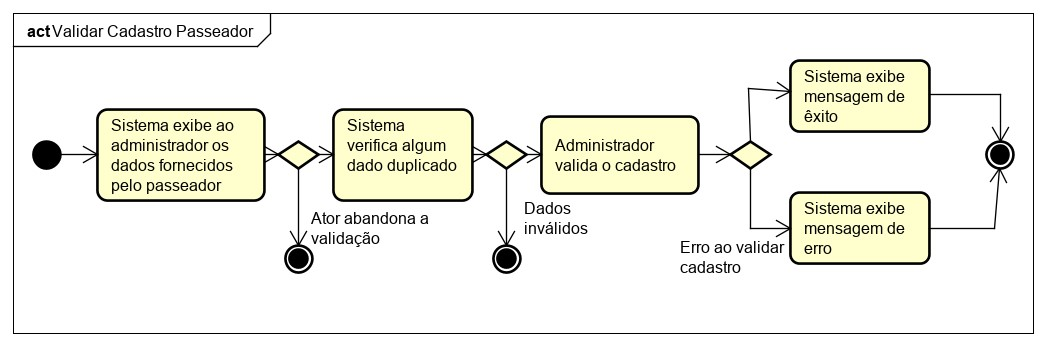 act Validar Cadastro Passeador
Sistema exibe ao
administrador os
dados fornecidos
pelo passeador
Ator abandona a
validação
Sistema
verifica algum
dado duplicado
Dados
inválidos
Administrador
valida o cadastro
Sistema exibe
mensagem de
êxito
Erro ao validar
cadastro
Sistema exibe
mensagem de
erro